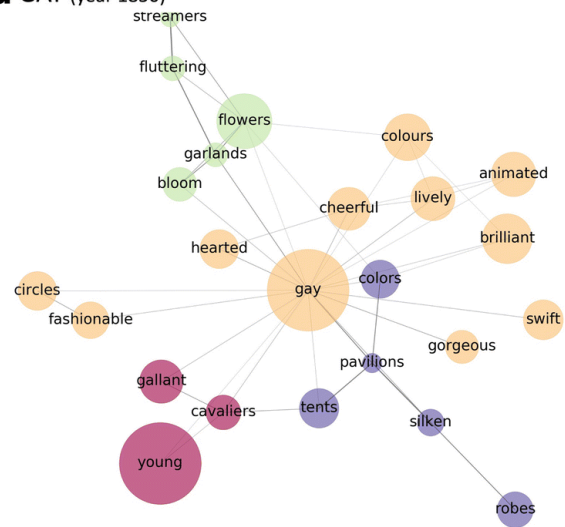 streamers
fluttering
flowers
colours
garlands
animated
bloom
lively
cheerful
brilliant
hearted
colors
gay
circles
fashionable
swift
gorgeous
pavilions
gallant
tents
cavaliers
silken
young
robes